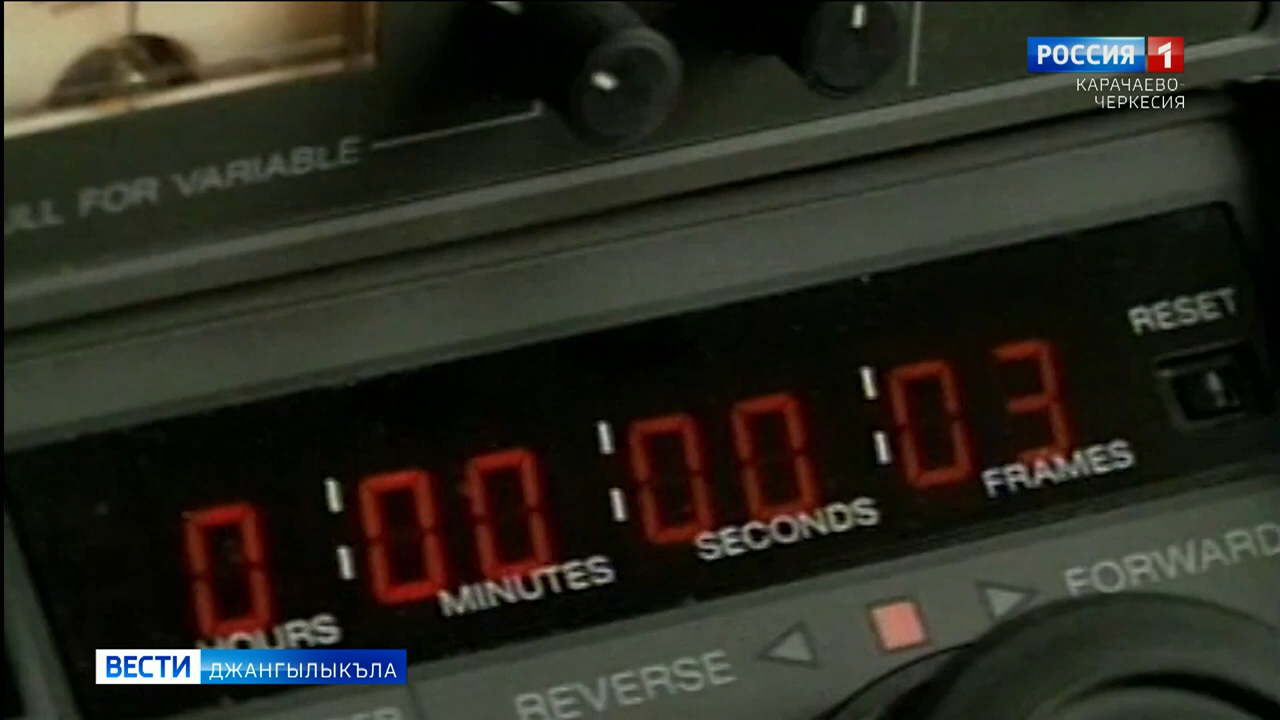 РОССИЯ 1
КАРАЧАЕВО-
ЧЕРКЕСИЯ
FOR VARIABLE
RESET
0:00:00:03
HOURS MINUTES SECONDS FRAMES
REVERSE FORWARD
ВЕСТИ ДЖАНГЫЛЫКЪЛА